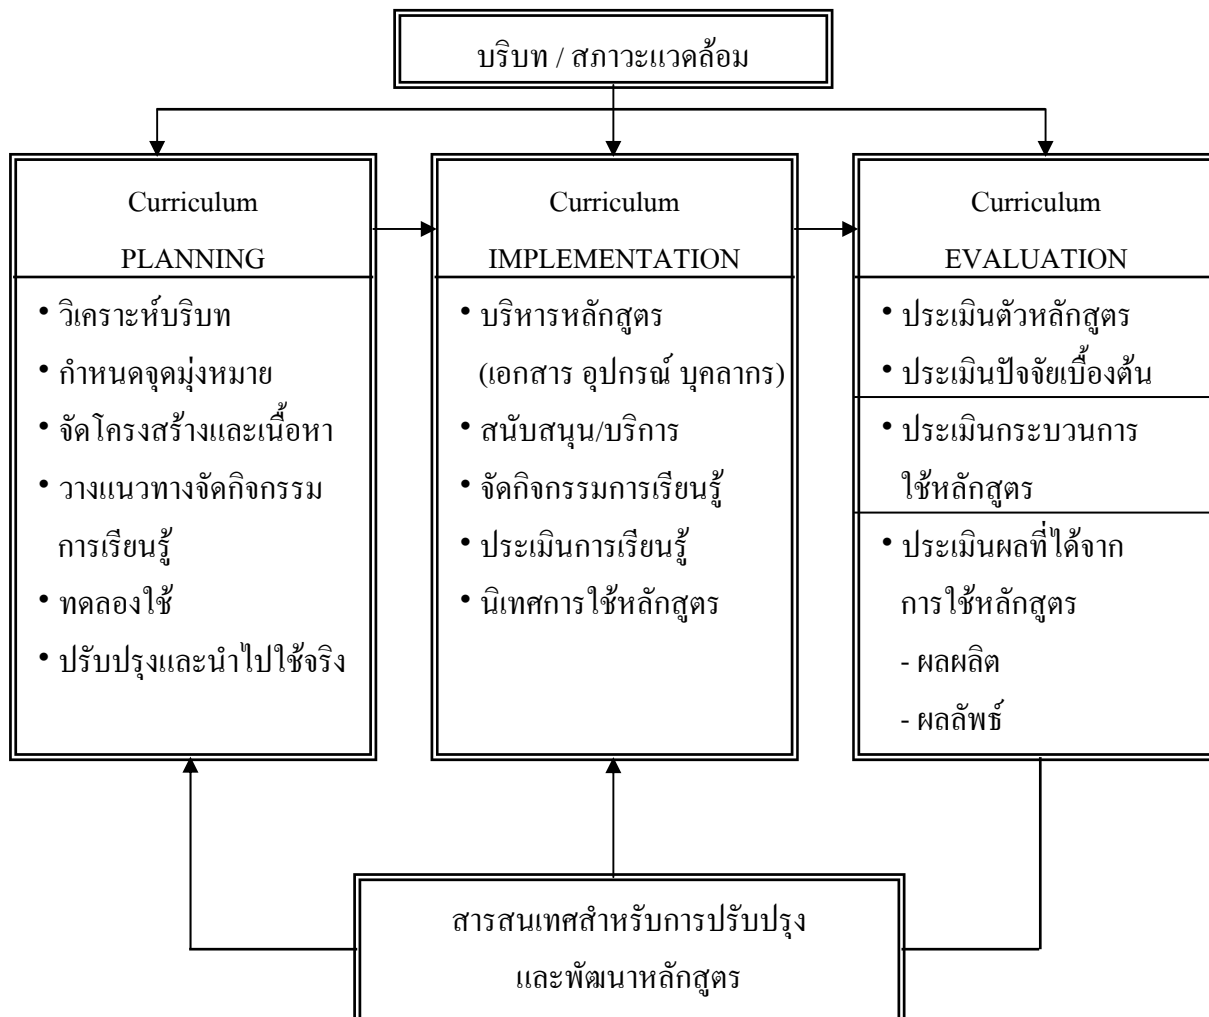 บริบท / สภาวะแวดล้อม
Curriculum
PLANNING
• วิเคราะห์บริบท
• กำหนดจุดมุ่งหมาย
• จัดโครงสร้างและเนื้อหา
• วางแนวทางจัดกิจกรรม
การเรียนรู้
• ทดลองใช้
• ปรับปรุงและนำไปใช้จริง
Curriculum
IMPLEMENTATION
• บริหารหลักสูตร
(เอกสาร อุปกรณ์ บุคลากร)
• สนับสนุน/บริการ
• จัดกิจกรรมการเรียนรู้
• ประเมินการเรียนรู้
• นิเทศการใช้หลักสูตร
Curriculum
EVALUATION
• ประเมินตัวหลักสูตร
• ประเมินปัจจัยเบื้องต้น
• ประเมินกระบวนการ
ใช้หลักสูตร
• ประเมินผลที่ได้จาก
การใช้หลักสูตร
- ผลผลิต
- ผลลัพธ์
สารสนเทศสำหรับการปรับปรุง
และพัฒนาหลักสูตร